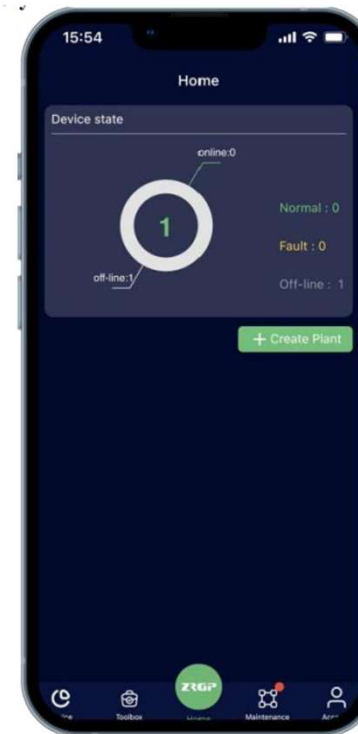 15:54
Home
Device state
online:0
1
Normal : 0
Fault : 0
off-line:1
Off-line : 1
+ Create Plant
ZRGP
Toolbox
Home
Maintenance